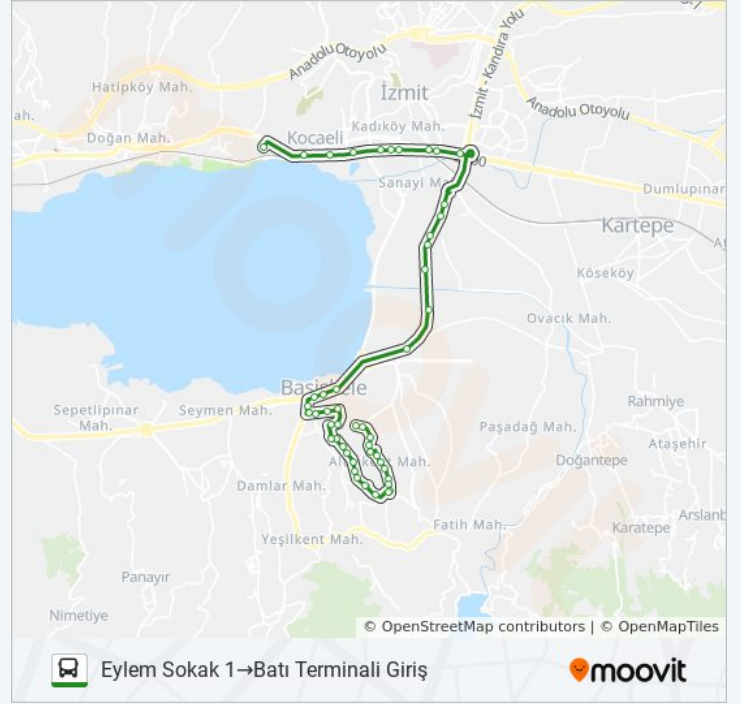 Anadolu Otoyolu
İzmit - Kandıra Yolu
Hatipköy Mah.
İzmit
Anadolu Otoyolu
ah.
Kadıköy Mah.
Doğan Mah.
Kocaeli
Sanayi M
Dumlupınar
Kartepe
Köseköy
Ovacık Mah.
Başiskele
Rahmiye
Sepetlipınar
Mah.
Seymen Mah.
Paşadağ Mah.
Ataşehir
Mah.
Doğantepe
Damlar Mah.
Arslanb
Fatih Mah.
Karatepe
Yeşilkent Mah.
Panayır
Nimetiye
© OpenStreetMap contributors | © OpenMapTiles
Eylem Sokak 1→Batı Terminali Giriş
moovit